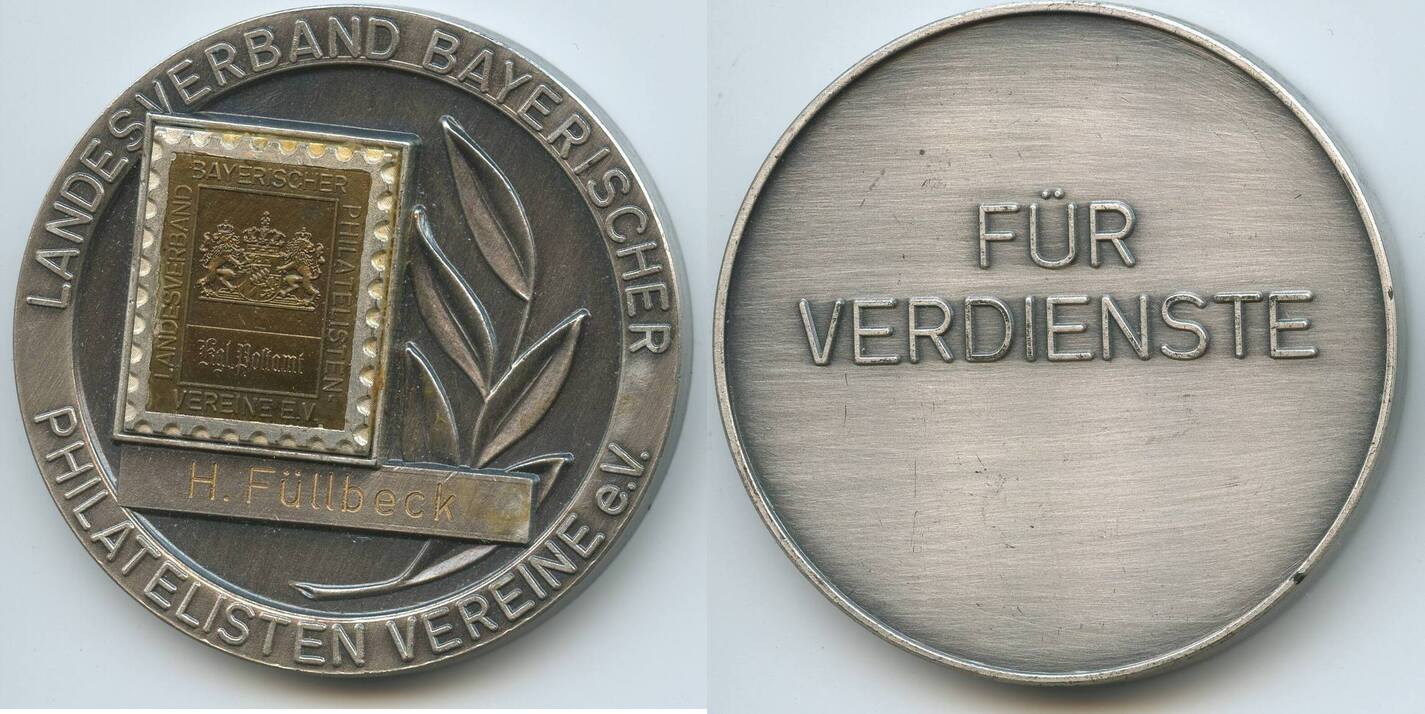 LANDESVERBAND BAYERISCHER
PHILATELISTEN VEREINE e.V.
BAYERISCHER
LANDESVERBAND
PHILATELISTEN-
Kgl. Postamt
VEREINE E.V.
H. Füllbeck
FÜR
VERDIENSTE